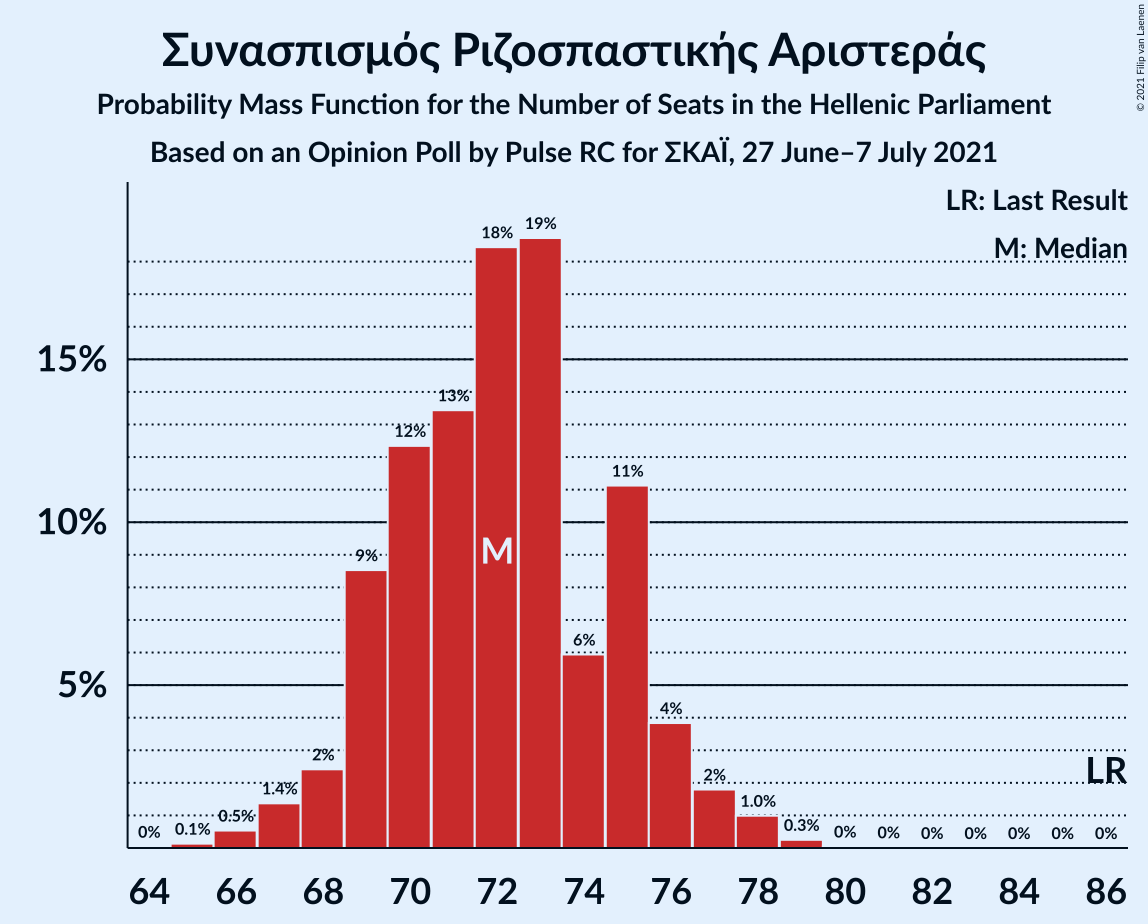 Συνασπισμός Ριζοσπαστικής Αριστεράς
Probability Mass Function for the Number of Seats in the Hellenic Parliament
Based on an Opinion Poll by Pulse RC for ΣΚΑΪ, 27 June–7 July 2021
© 2021 Filip van Laenen
LR: Last Result
M: Median
15%
10%
5%
0%
0.1%
0.5%
1.4%
2%
9%
12%
13%
18%
19%
6%
11%
4%
2%
1.0%
0.3%
0%
0%
0%
0%
0%
0%
0%
M
LR
64 66 68 70 72 74 76 78 80 82 84 86